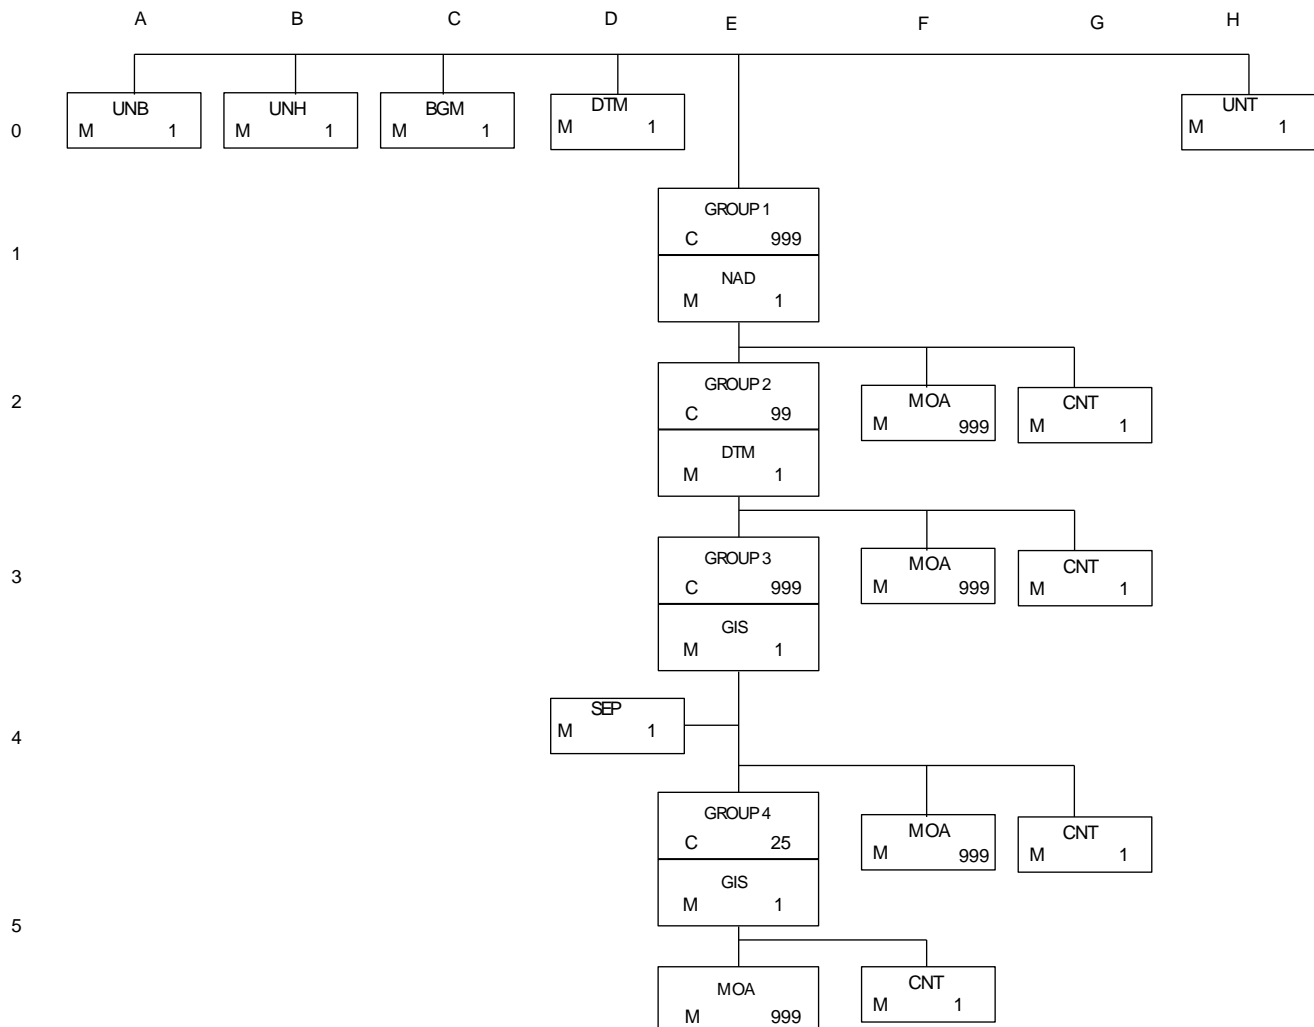 A B C D E F G H
UNB UNH BGM DTM UNT
0 M 1 M 1 M 1 M 1 M 1
GROUP 1
C 999
1
NAD
M 1
GROUP 2 MOA CNT
2 C 99 M 999 M 1
DTM
M 1
GROUP 3 MOA CNT
3 C 999 M 999 M 1
GIS
M 1
SEP
4 M 1
GROUP 4 MOA CNT
C 25 M 999 M 1
GIS
M 1
5
MOA CNT
M 999 M 1